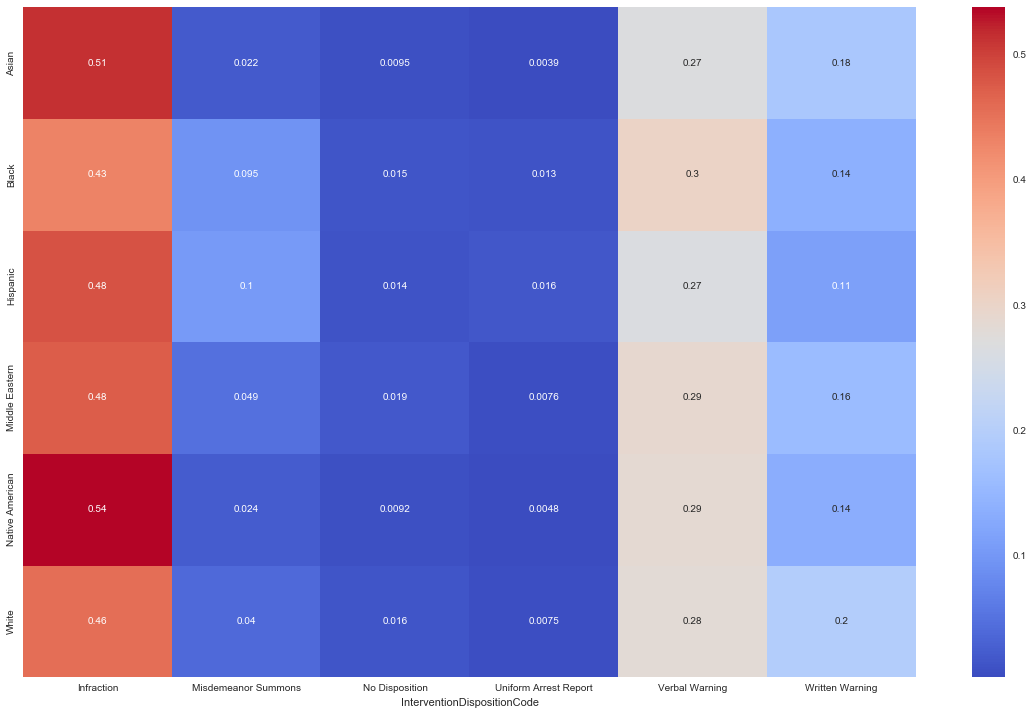 Asian 0.51 0.022 0.0095 0.0039 0.27 0.18
Black 0.43 0.095 0.015 0.013 0.3 0.14
Hispanic 0.48 0.1 0.014 0.016 0.27 0.11
Middle Eastern 0.48 0.049 0.019 0.0076 0.29 0.16
Native American 0.54 0.024 0.0092 0.0048 0.29 0.14
White 0.46 0.04 0.016 0.0075 0.28 0.2
Infraction Misdemeanor Summons No Disposition Uniform Arrest Report Verbal Warning Written Warning
InterventionDispositionCode
0.5
0.4
0.3
0.2
0.1